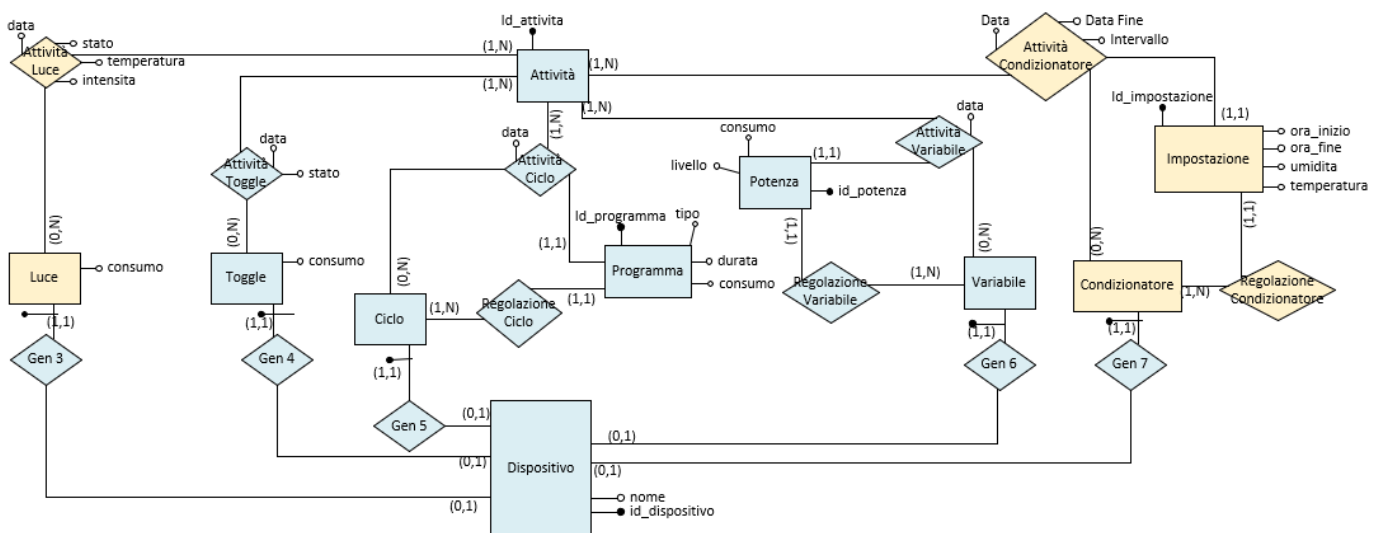 data
stato
Attività
Luce
temperatura
intensita
(1,N)
Id_attivita
Attività
(1,N)
(1,N)
(1,N)
(1,N)
Data
Data Fine
Intervallo
Attività
Condizionatore
Id_impostazione
(1,1)
Impostazione
ora_inizio
ora_fine
umidita
temperatura
(1,1)
data
Attività
Toggle
stato
data
Attività
Ciclo
consumo
livello
Potenza
(1,1)
id_potenza
(1,1)
data
Attività
Variabile
(0,N)
(0,N)
(0,N)
(0,N)
(0,N)
Luce
consumo
Toggle
consumo
Ciclo
(1,N)
Regolazione
Ciclo
(1,1)
(1,1)
Id_programma
tipo
Programma
durata
consumo
Regolazione
Variabile
(1,N)
Variabile
Condizionatore
(1,N)
Regolazione
Condizionatore
(1,1)
(1,1)
(1,1)
(1,1)
(1,1)
Gen 3
Gen 4
Gen 5
Gen 6
Gen 7
(0,1)
(0,1)
(0,1)
(0,1)
(0,1)
Dispositivo
nome
id_dispositivo